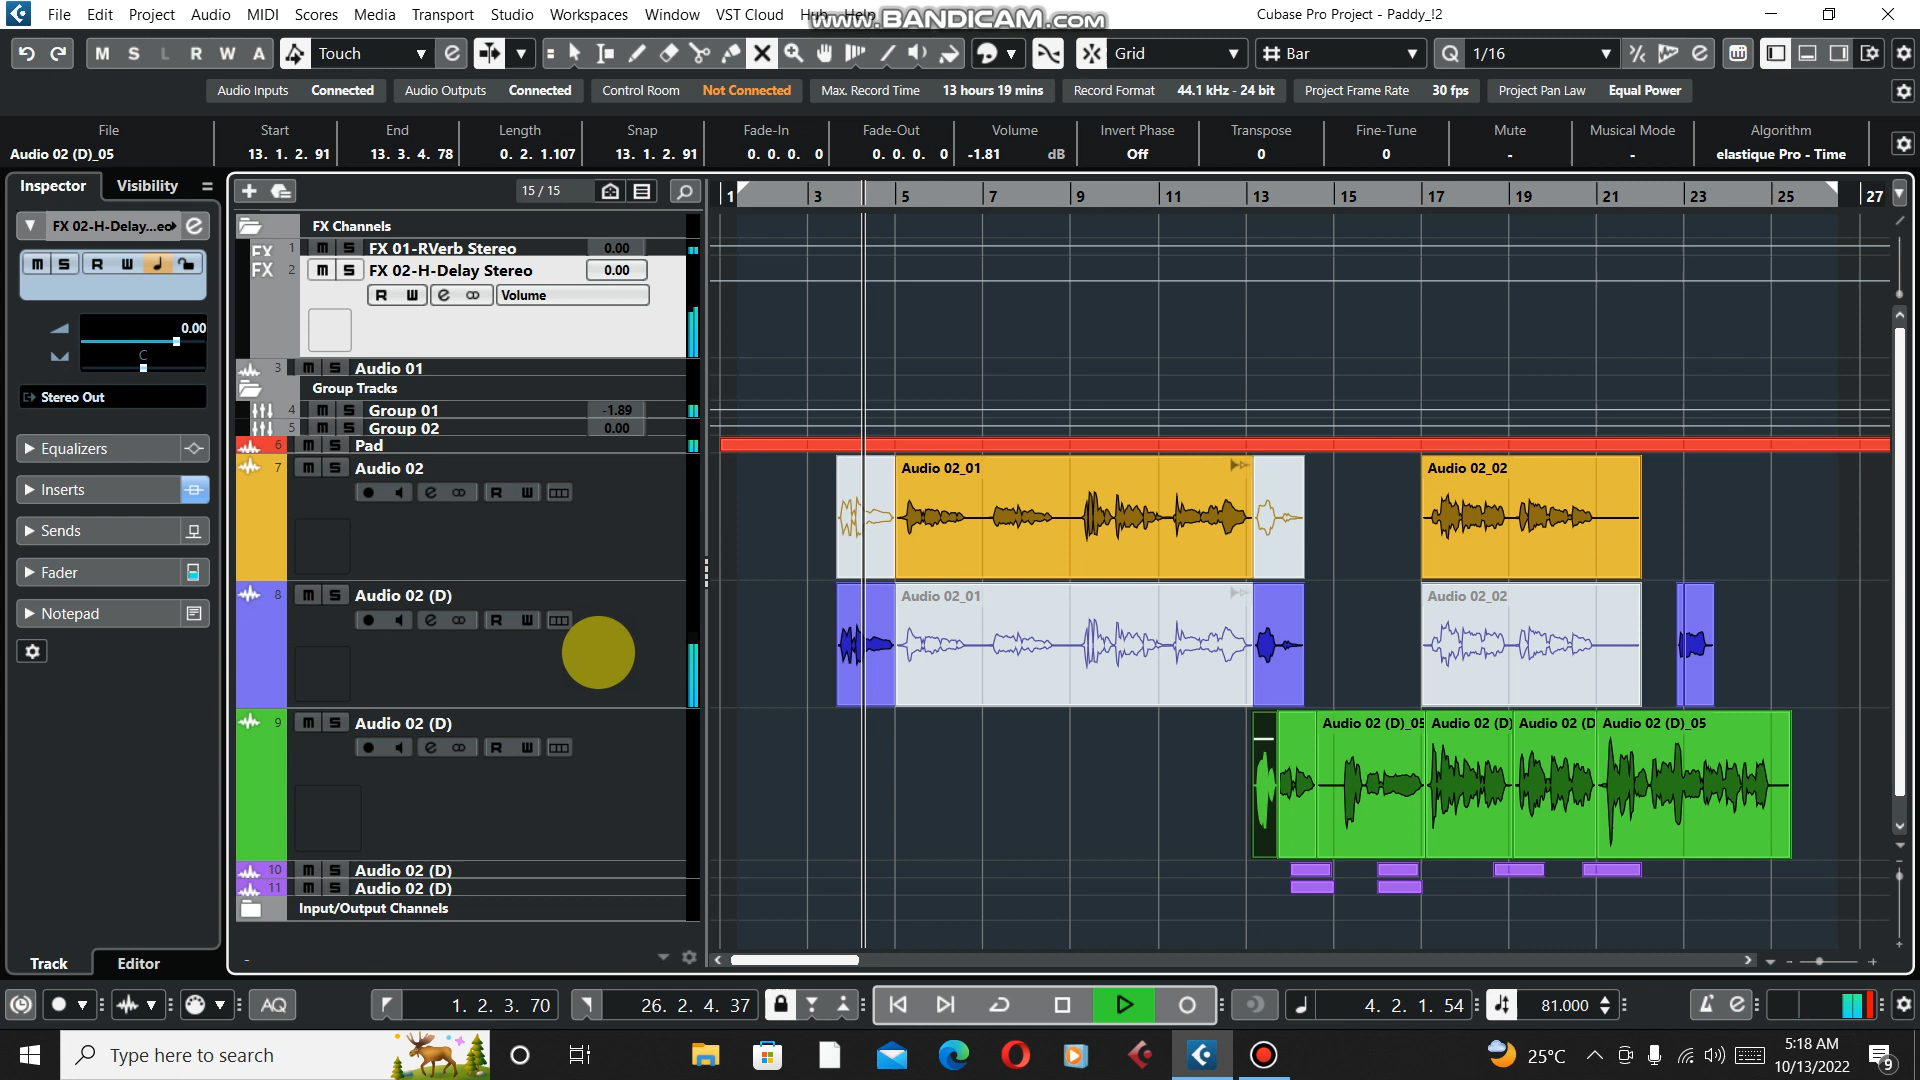 File Edit Project Audio MIDI Scores Media Transport Studio Workspaces Window VST Cloud Hub Help
www.BANDICAM.COM
Cubase Pro Project - Paddy_!2
M S L R W A Touch Grid Bar Q 1/16
Audio Inputs Connected Audio Outputs Connected Control Room Not Connected Max. Record Time 13 hours 19 mins Record Format 44.1 kHz - 24 bit Project Frame Rate 30 fps Project Pan Law Equal Power
File Start End Length Snap Fade-In Fade-Out Volume Invert Phase Transpose Fine-Tune Mute Musical Mode Algorithm
Audio 02 (D)_05 13. 1. 2. 91 13. 3. 4. 78 0. 2. 1.107 13. 1. 2. 91 0. 0. 0. 0 0. 0. 0. 0 -1.81 dB Off 0 0 - - elastique Pro - Time
Inspector Visibility 15 / 15 1 3 5 7 9 11 13 15 17 19 21 23 25 27
FX 02-H-Delay...eo
FX Channels
FX 1 M S FX 01-RVerb Stereo 0.00
M S R W
FX 2 M S FX 02-H-Delay Stereo 0.00
R W e Volume
0.00
C
Stereo Out
3 M S Audio 01
Group Tracks
4 M S Group 01 -1.89
5 M S Group 02 0.00
6 M S Pad
Equalizers
7 M S Audio 02 Audio 02_01 Audio 02_02
Inserts
e R W
Sends
Fader
8 M S Audio 02 (D) Audio 02_01 Audio 02_02
Notepad
e R W
9 M S Audio 02 (D) Audio 02 (D)_05 Audio 02 (D) Audio 02 (D Audio 02 (D)_05
e R W
10 M S Audio 02 (D)
11 M S Audio 02 (D)
Input/Output Channels
Track Editor
AQ 1. 2. 3. 70 26. 2. 4. 37 4. 2. 1. 54 81.000
Type here to search
25°C
5:18 AM
10/13/2022
9